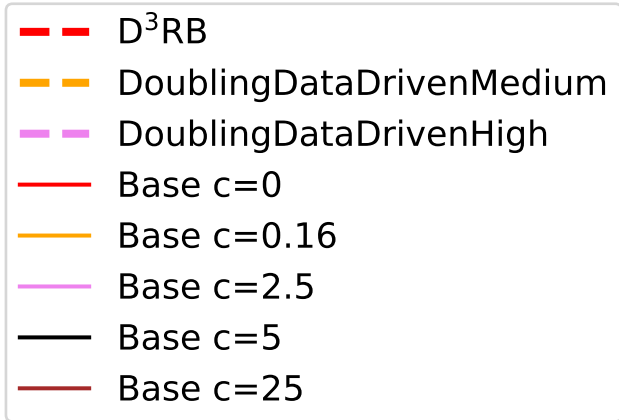 D³RB
DoublingDataDrivenMedium
DoublingDataDrivenHigh
Base c=0
Base c=0.16
Base c=2.5
Base c=5
Base c=25